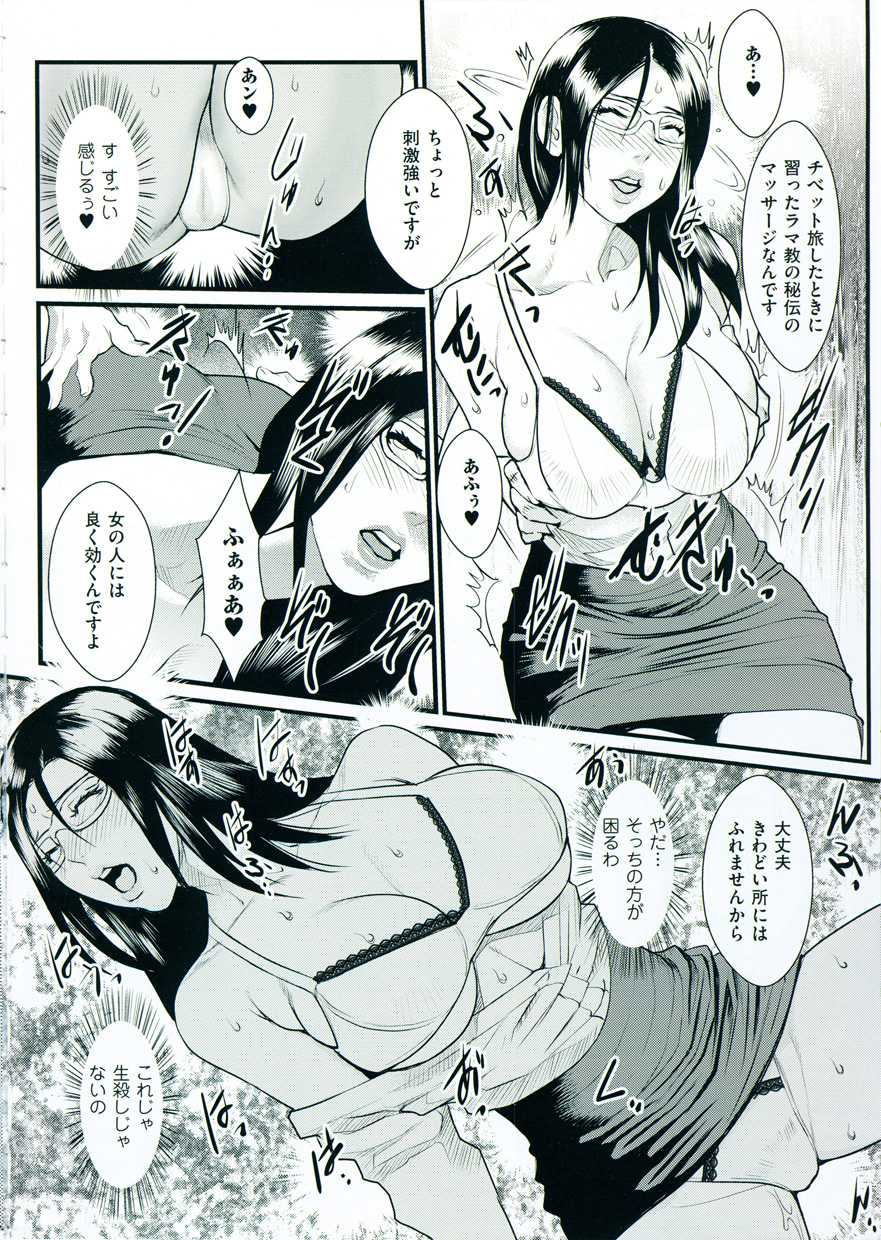 あ…♥
チベット旅したときに
習ったラマ教の秘伝の
マッサージなんです
あふぅ♥
ちょっと
刺激強いですが
あン♥
す すごい
感じるぅ♥
ふぁぁあ♥
女の人には
良く効くんですよ
大丈夫
きわどい所には
ふれませんから
やだ…
そっちの方が
困るわ
これじゃ
生殺しじゃ
ないの